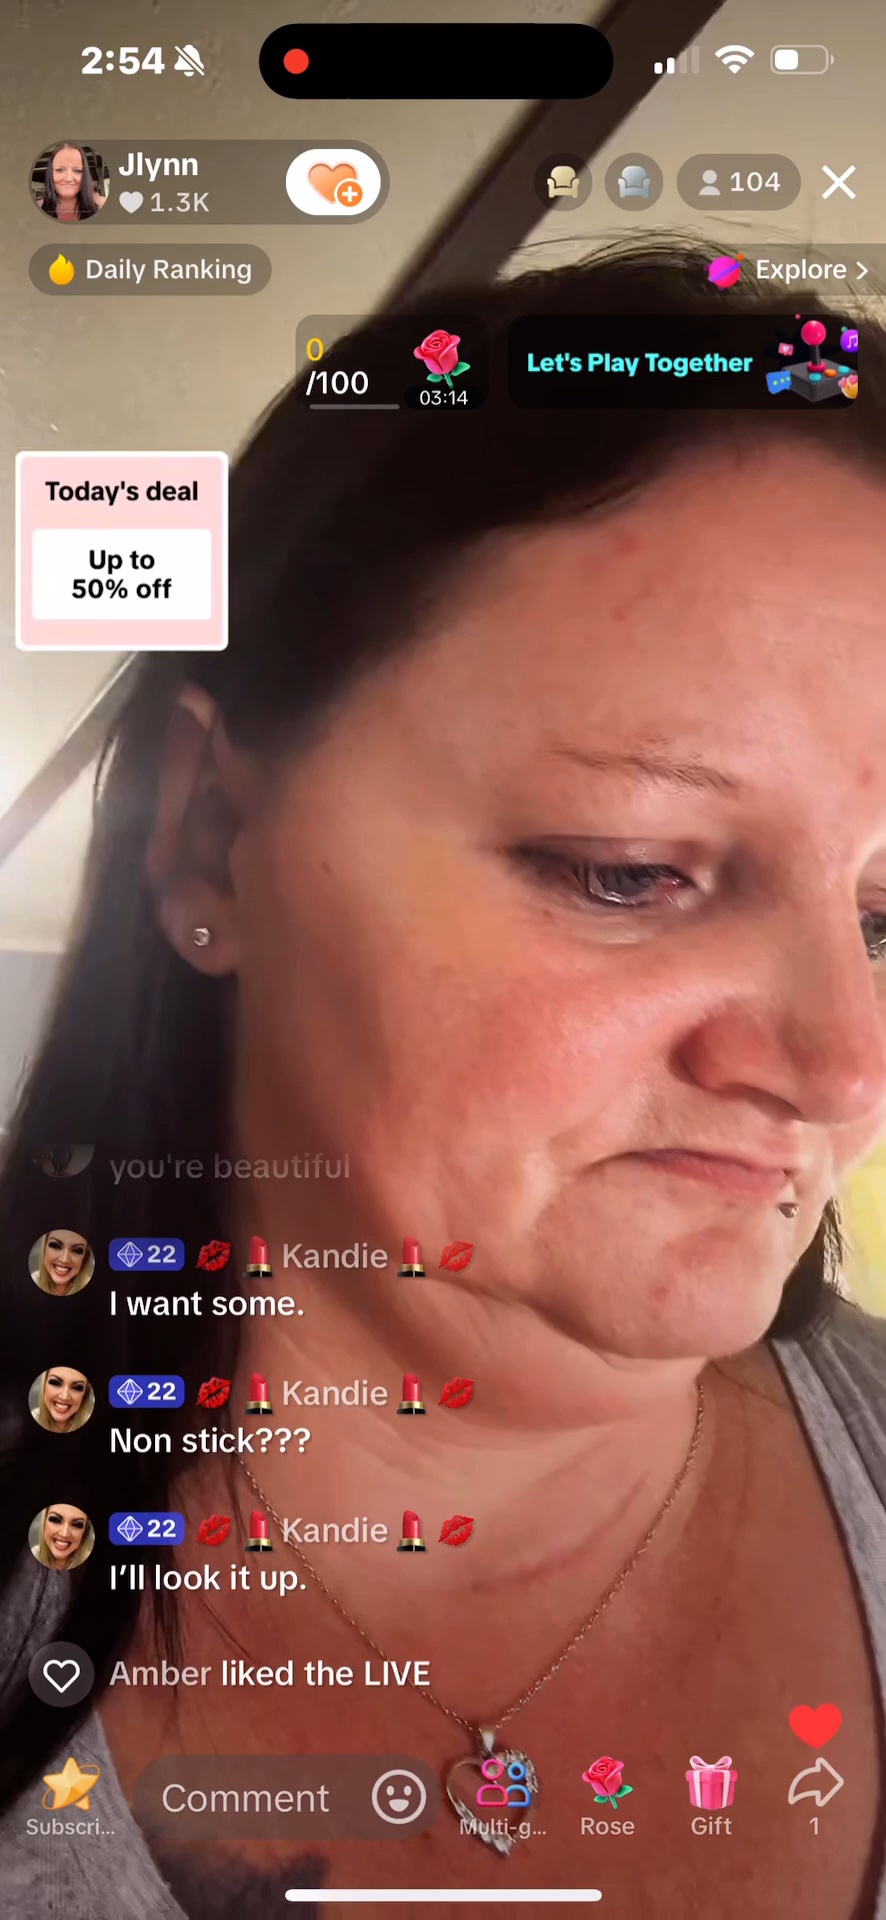 2:54
Jlynn
1.3K
104
Daily Ranking
Explore >
0
/100
03:14
Let's Play Together
Today's deal
Up to
50% off
you're beautiful
22 💋💄Kandie💄💋
I want some.
22 💋💄Kandie💄💋
Non stick???
22 💋💄Kandie💄💋
I'll look it up.
Amber liked the LIVE
Comment
Subscri...
Multi-g...
Rose
Gift
1